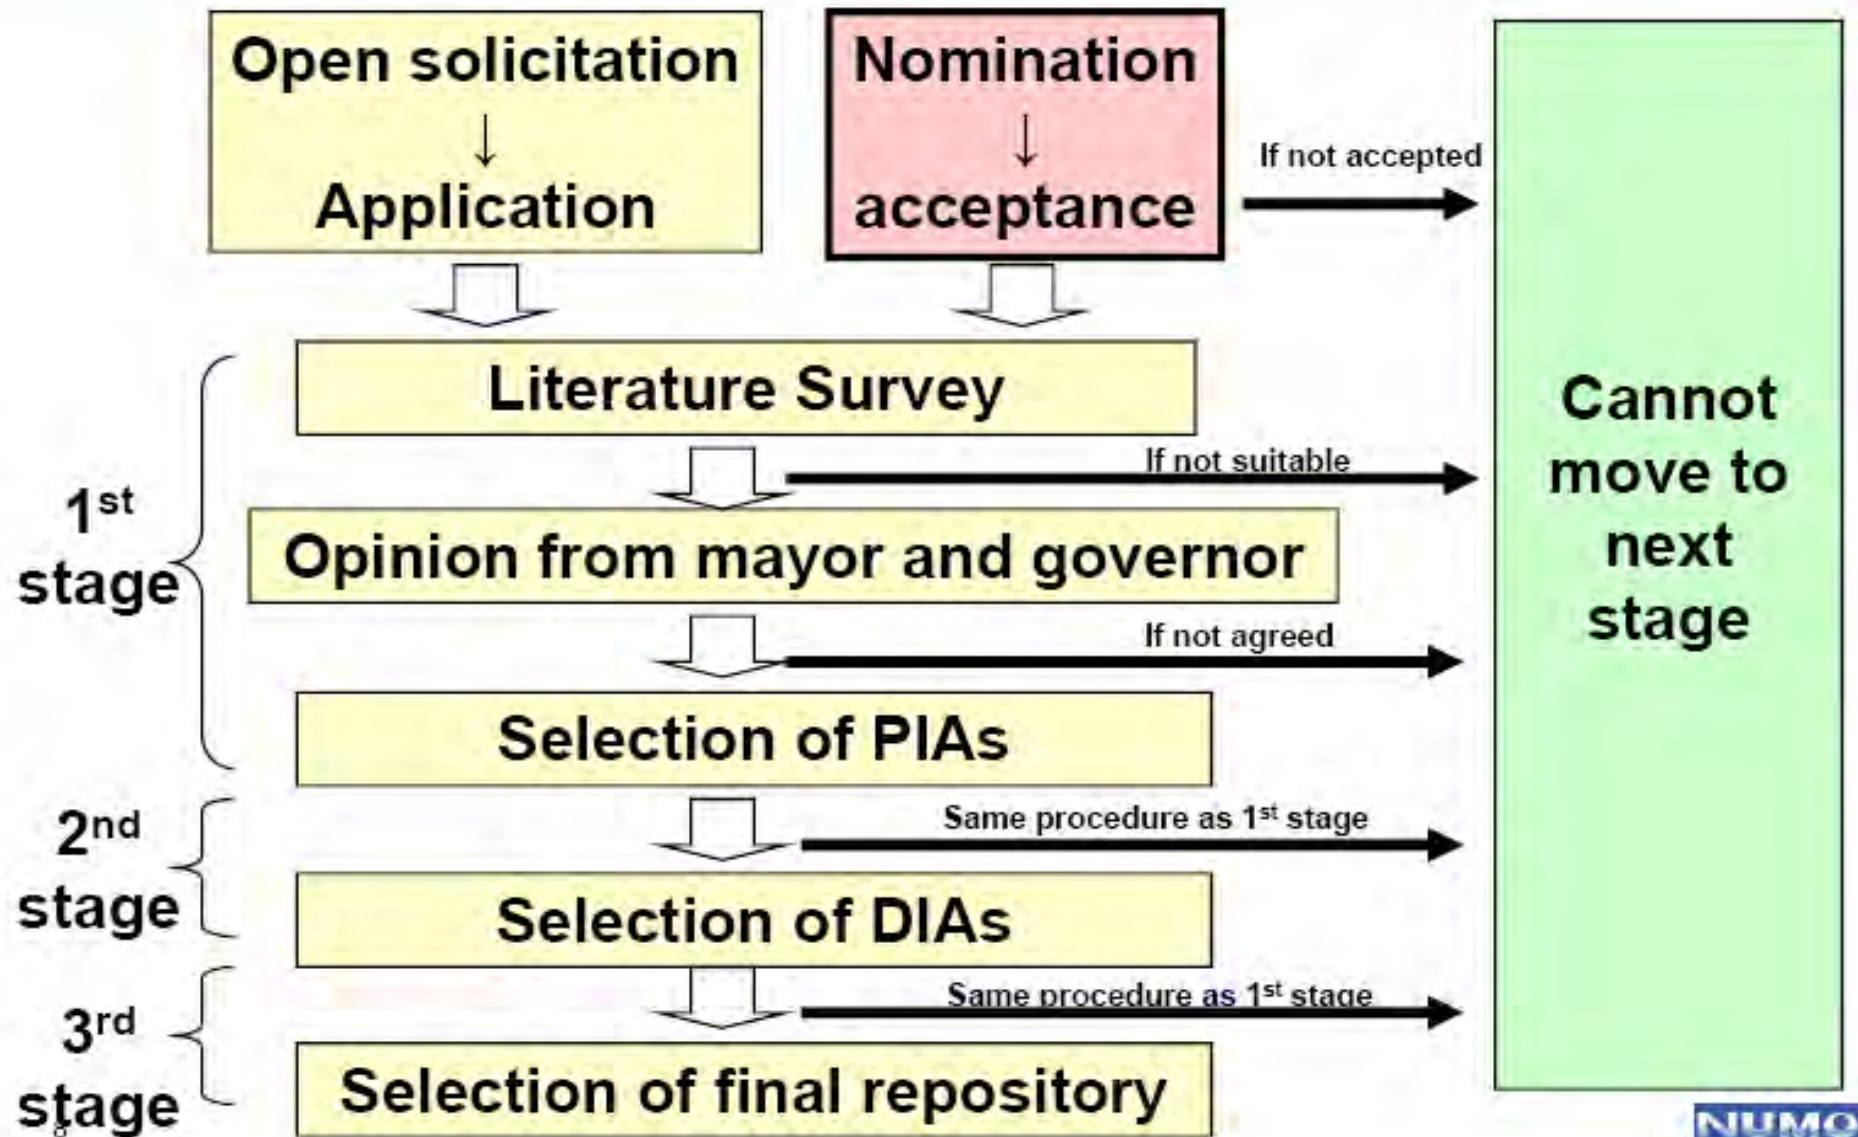 Open solicitation
↓
Application
Nomination
↓
acceptance
If not accepted
Literature Survey
If not suitable
1st
stage
Opinion from mayor and governor
If not agreed
Selection of PIAs
2nd
stage
Same procedure as 1st stage
Selection of DIAs
3rd
stage
Same procedure as 1st stage
Selection of final repository
Cannot
move to
next
stage
NUMO